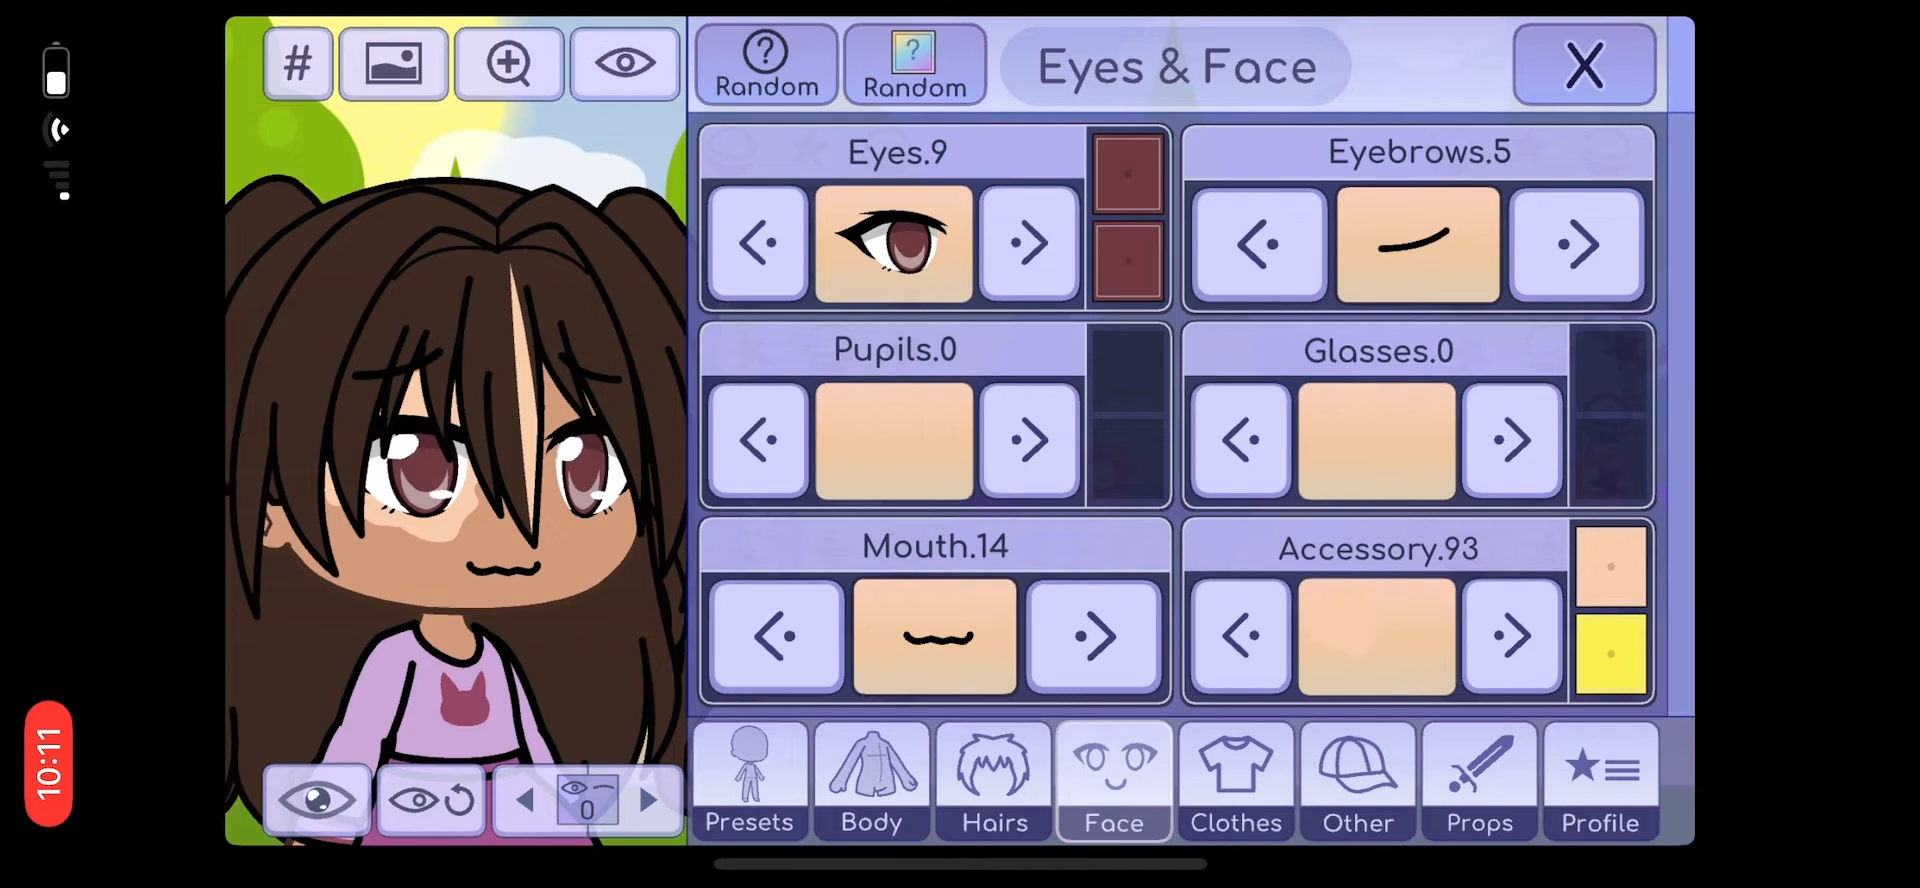 #
?
Random
?
Random
Eyes & Face
X
Eyes.9
Eyebrows.5
Pupils.0
Glasses.0
Mouth.14
Accessory.93
10:11
0
Presets
Body
Hairs
Face
Clothes
Other
Props
Profile